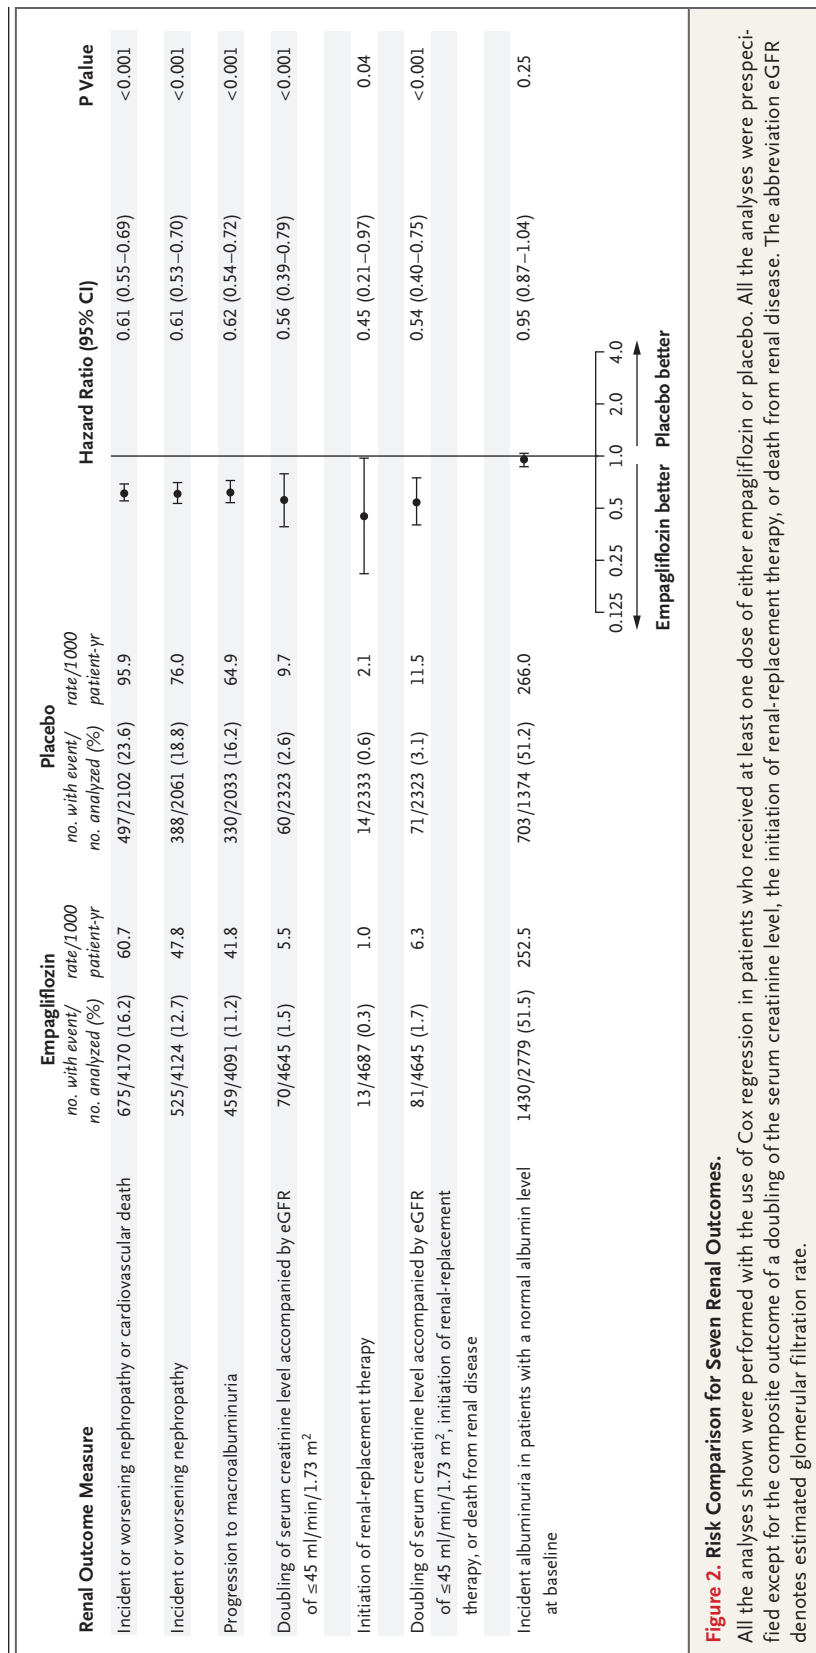 Empagliflozin Placebo
Renal Outcome Measure no. with event/ no. analyzed (%) rate/1000 patient-yr no. with event/ no. analyzed (%) rate/1000 patient-yr Hazard Ratio (95% CI) P Value
Incident or worsening nephropathy or cardiovascular death 675/4170 (16.2) 60.7 497/2102 (23.6) 95.9 0.61 (0.55–0.69) <0.001
Incident or worsening nephropathy 525/4124 (12.7) 47.8 388/2061 (18.8) 76.0 0.61 (0.53–0.70) <0.001
Progression to macroalbuminuria 459/4091 (11.2) 41.8 330/2033 (16.2) 64.9 0.62 (0.54–0.72) <0.001
Doubling of serum creatinine level accompanied by eGFR 70/4645 (1.5) 5.5 60/2323 (2.6) 9.7 0.56 (0.39–0.79) <0.001
of ≤45 ml/min/1.73 m²
Initiation of renal-replacement therapy 13/4687 (0.3) 1.0 14/2333 (0.6) 2.1 0.45 (0.21–0.97) 0.04
Doubling of serum creatinine level accompanied by eGFR 81/4645 (1.7) 6.3 71/2323 (3.1) 11.5 0.54 (0.40–0.75) <0.001
of ≤45 ml/min/1.73 m², initiation of renal-replacement
therapy, or death from renal disease
Incident albuminuria in patients with a normal albumin level 1430/2779 (51.5) 252.5 703/1374 (51.2) 266.0 0.95 (0.87–1.04) 0.25
at baseline
0.125 0.25 0.5 1.0 2.0 4.0
Empagliflozin better Placebo better
Figure 2. Risk Comparison for Seven Renal Outcomes.
All the analyses shown were performed with the use of Cox regression in patients who received at least one dose of either empagliflozin or placebo. All the analyses were prespeci-
fied except for the composite outcome of a doubling of the serum creatinine level, the initiation of renal-replacement therapy, or death from renal disease. The abbreviation eGFR
denotes estimated glomerular filtration rate.